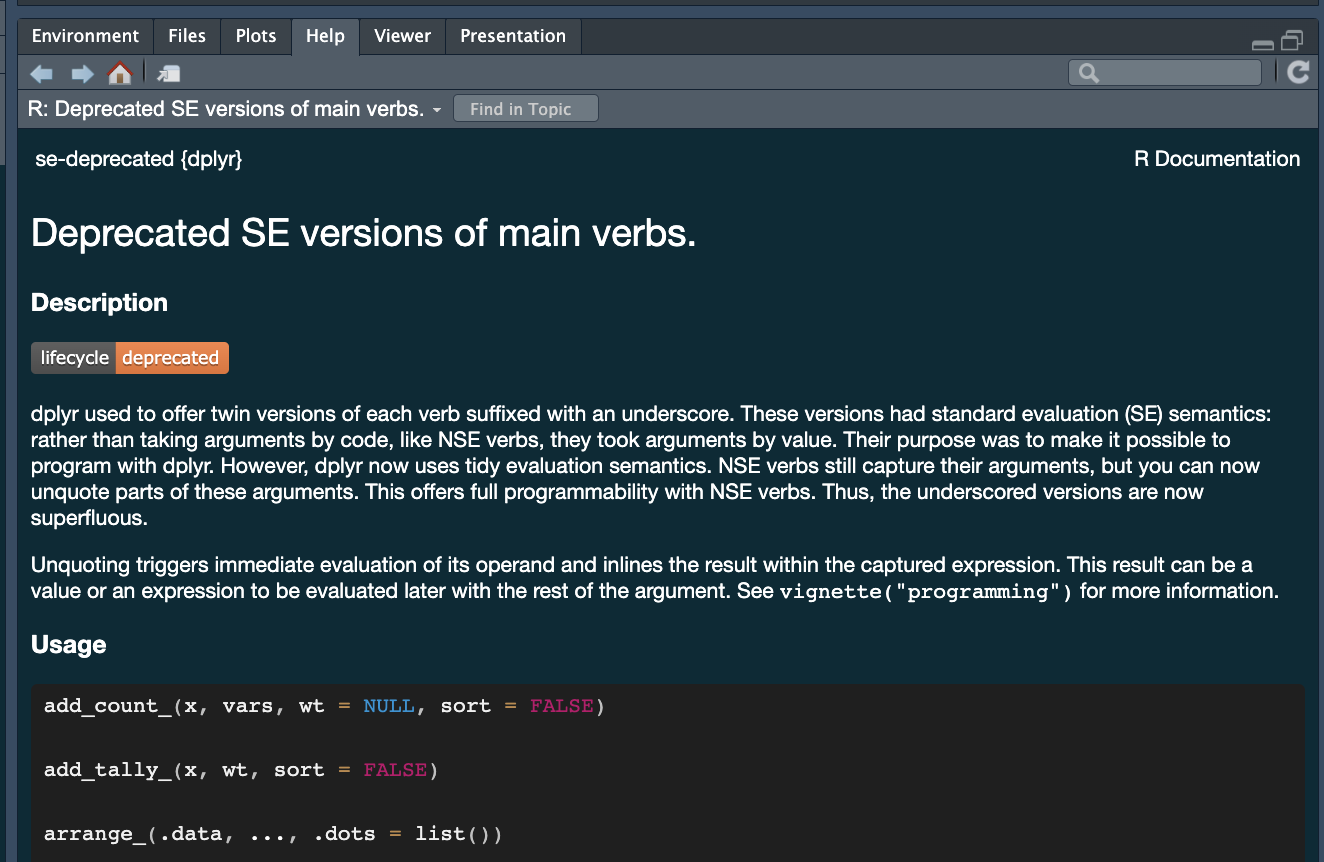 Environment Files Plots Help Viewer Presentation
R: Deprecated SE versions of main verbs. Find in Topic
se-deprecated {dplyr} R Documentation
Deprecated SE versions of main verbs.
Description
lifecycle deprecated
dplyr used to offer twin versions of each verb suffixed with an underscore. These versions had standard evaluation (SE) semantics:
rather than taking arguments by code, like NSE verbs, they took arguments by value. Their purpose was to make it possible to
program with dplyr. However, dplyr now uses tidy evaluation semantics. NSE verbs still capture their arguments, but you can now
unquote parts of these arguments. This offers full programmability with NSE verbs. Thus, the underscored versions are now
superfluous.
Unquoting triggers immediate evaluation of its operand and inlines the result within the captured expression. This result can be a
value or an expression to be evaluated later with the rest of the argument. See vignette("programming") for more information.
Usage
add_count_(x, vars, wt = NULL, sort = FALSE)
add_tally_(x, wt, sort = FALSE)
arrange_(.data, ..., .dots = list())